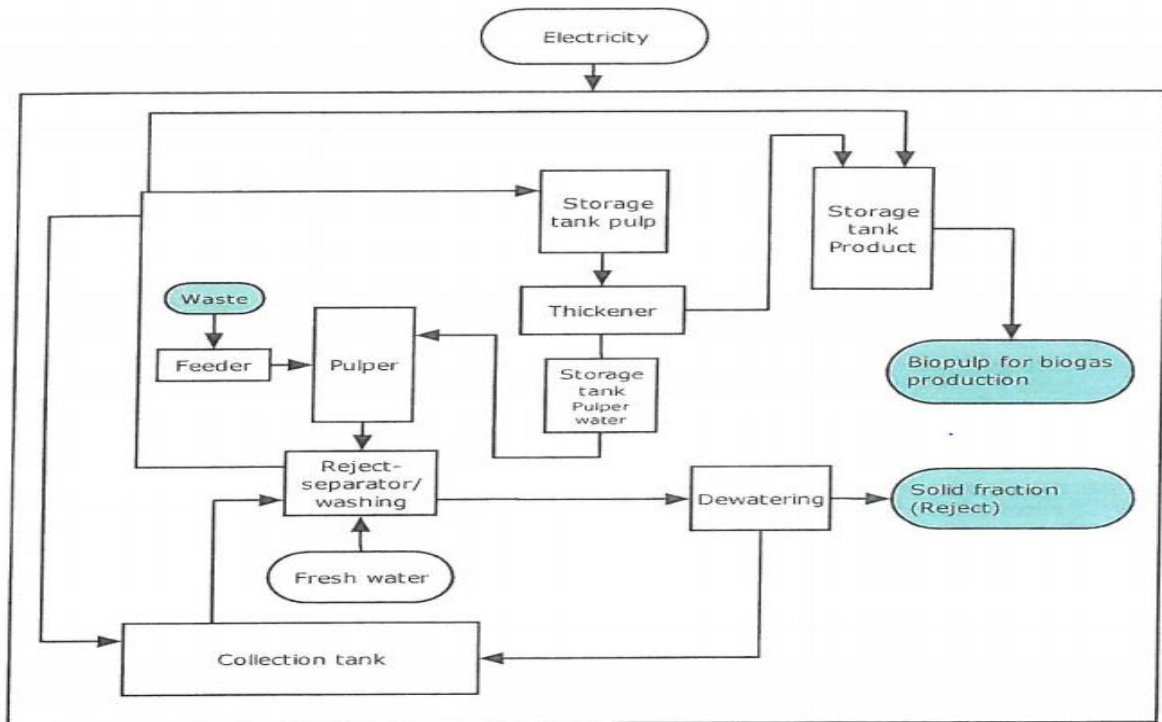 Electricity
Storage
tank pulp
Storage
tank
Product
Waste
Thickener
Feeder
Pulper
Storage
tank
Pulper
water
Biopulp for biogas
production
Reject-
separator/
washing
Dewatering
Solid fraction
(Reject)
Fresh water
Collection tank